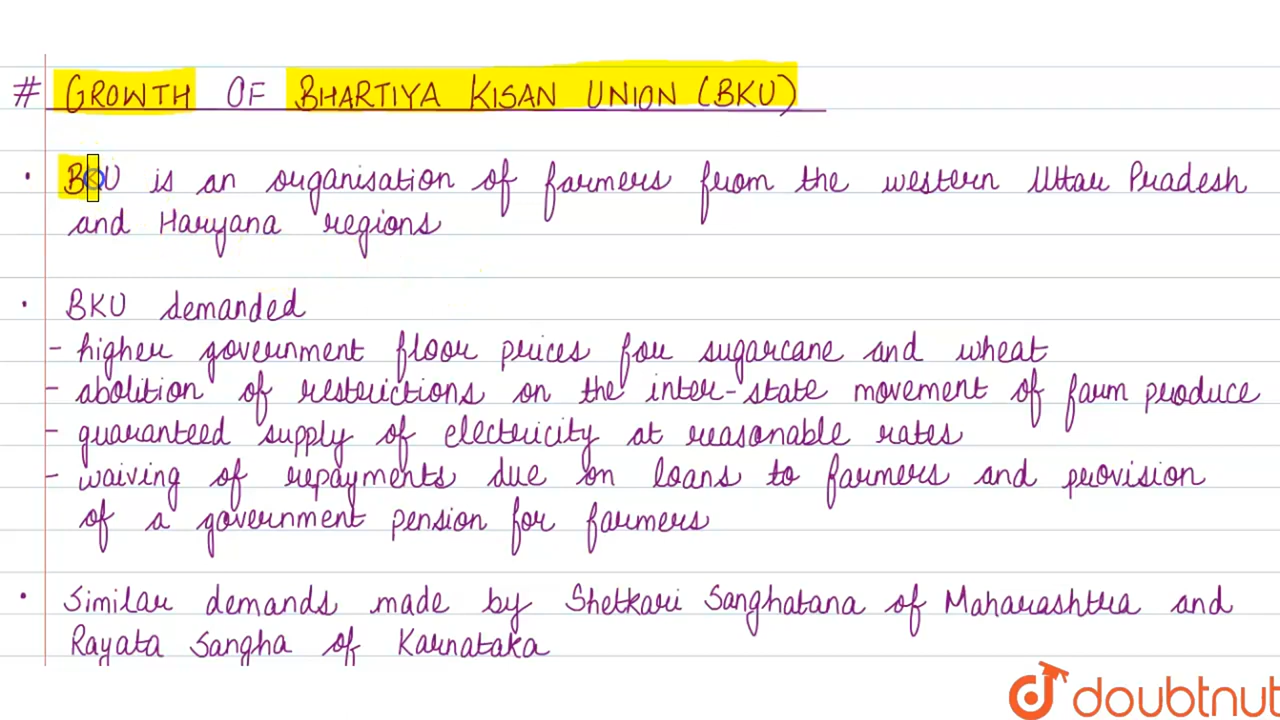 # GROWTH OF BHARTIYA KISAN UNION (BKU)
• BKU is an organisation of farmers from the western Uttar Pradesh
and Haryana regions
• BKU demanded
- higher government floor prices for sugarcane and wheat
- abolition of restrictions on the inter-state movement of farm produce
- guaranteed supply of electricity at reasonable rates
- waiving of repayments due on loans to farmers and provision
of a government pension for farmers
• Similar demands made by Shetkari Sanghatana of Maharashtra and
Rayata Sangha of Karnataka
doubtnut